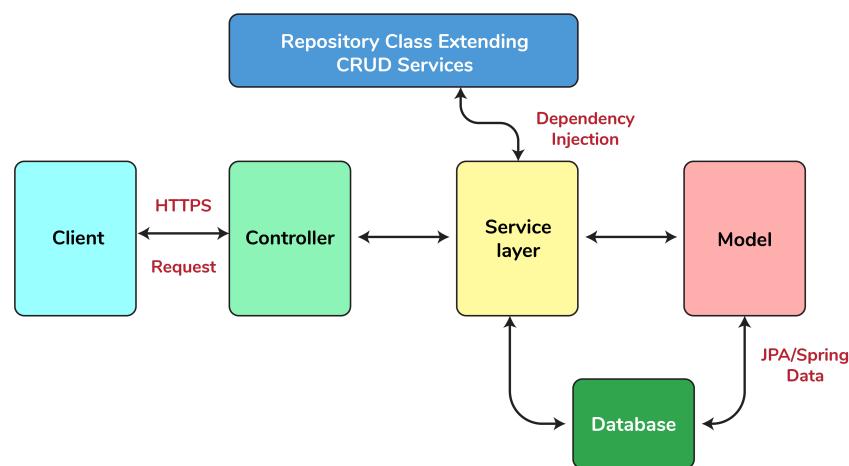 Repository Class Extending
CRUD Services
Dependency
Injection
HTTPS
Request
Client
Controller
Service
layer
Model
JPA/Spring
Data
Database